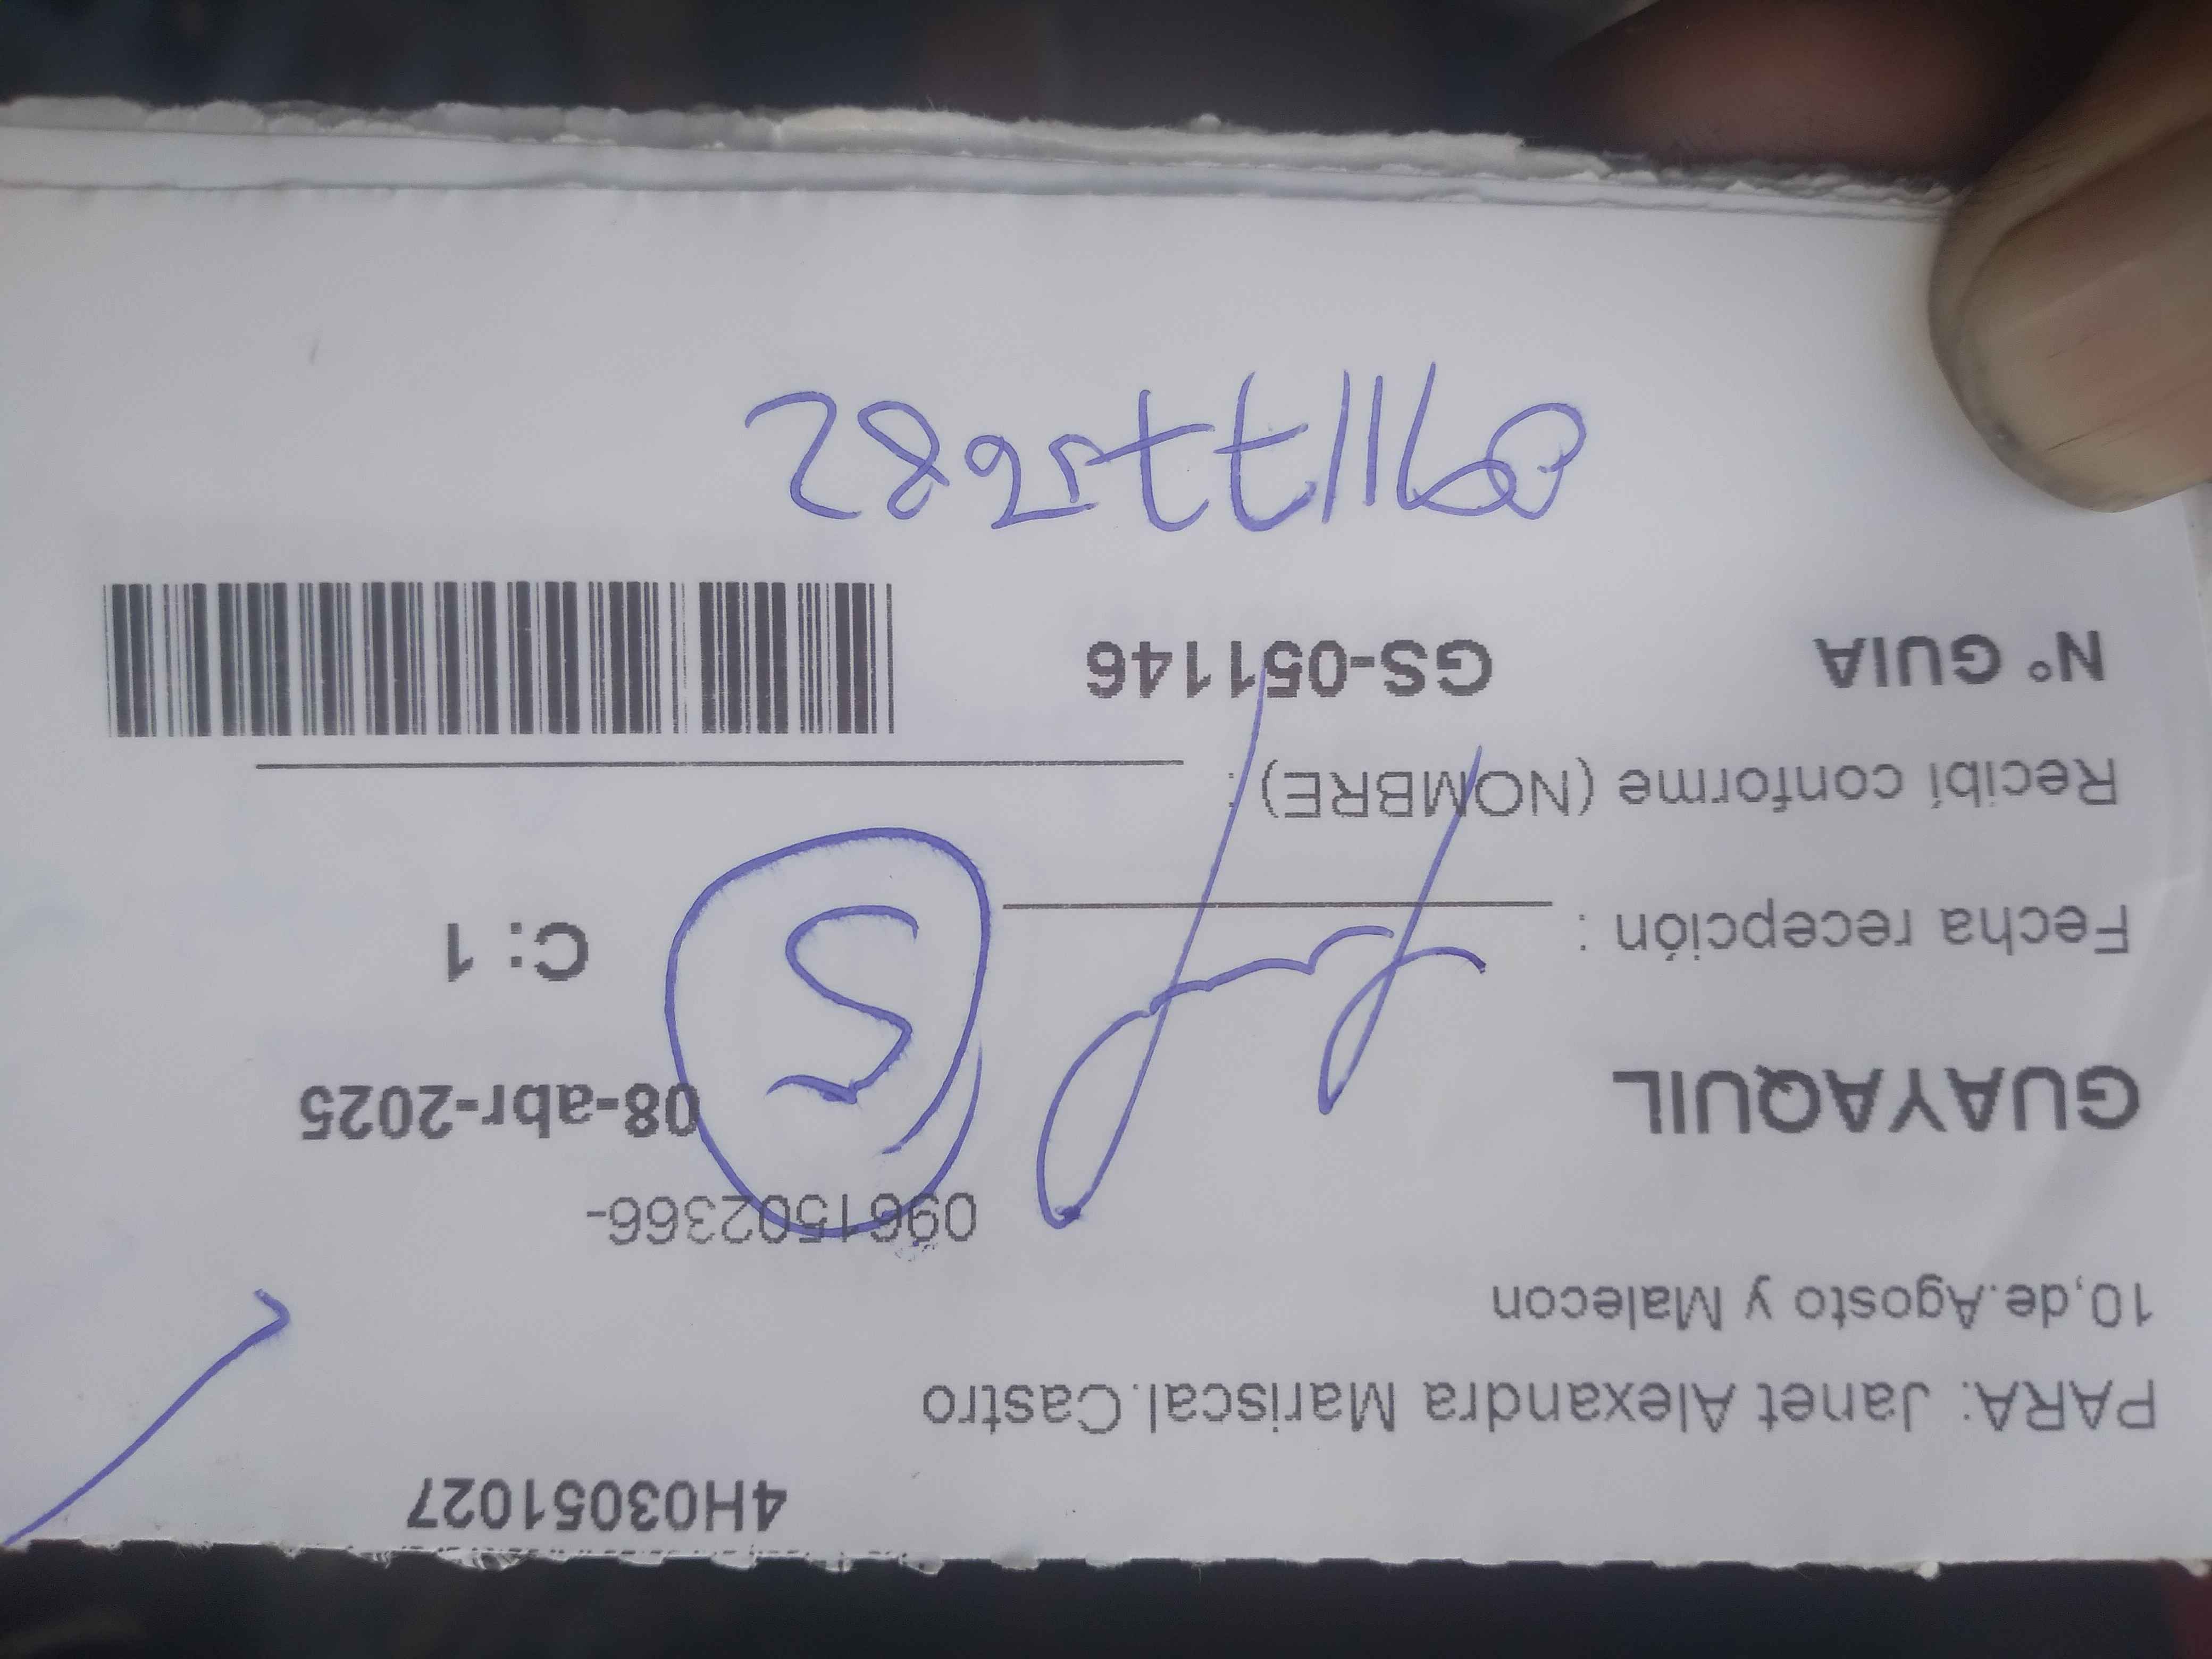 4H03051027
PARA: Janet Alexandra Mariscal.Castro
10,de.Agosto y Malecon
0961502366-
GUAYAQUIL
08-abr-2025
5
Fecha recepción :
C: 1
Recibí conforme (NOMBRE) :
N° GUIA
GS-051146
0911775682